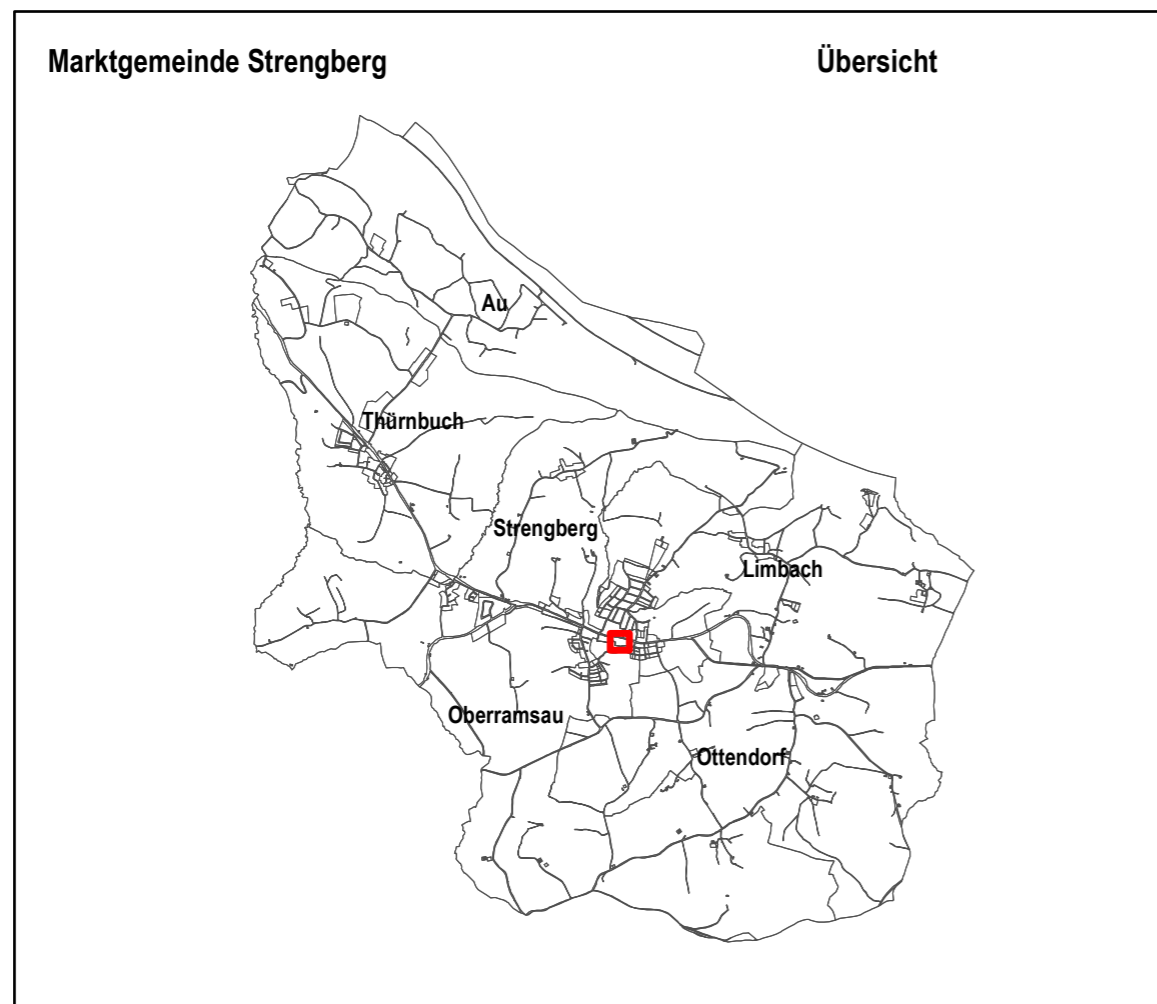 Marktgemeinde Strengberg
Übersicht
Au
Thürnbuch
Strengberg
Limbach
Oberramsau
Ottendorf